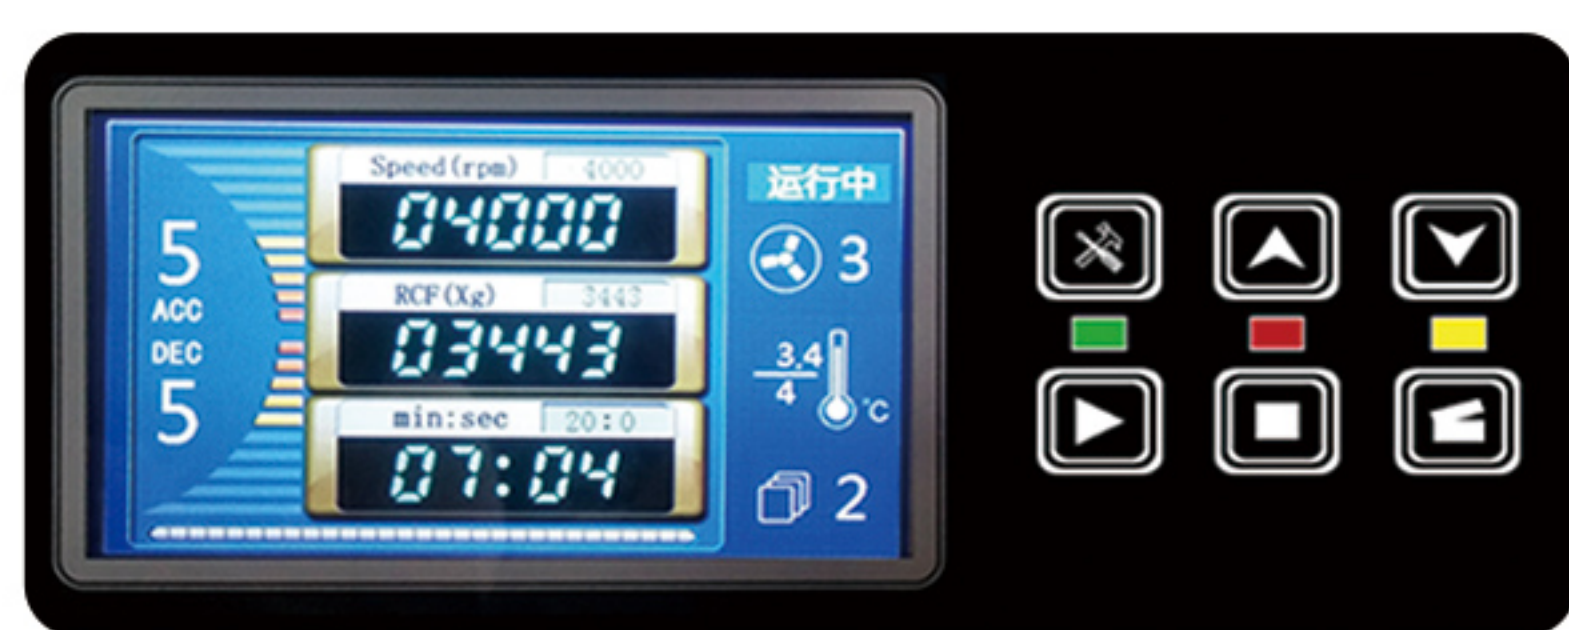 Speed(rpm) 4000
04000
RCF(Xg) 3443
03443
min:sec 20:0
07:04
5
ACC
DEC
5
运行中
3
3.4
4
℃
2